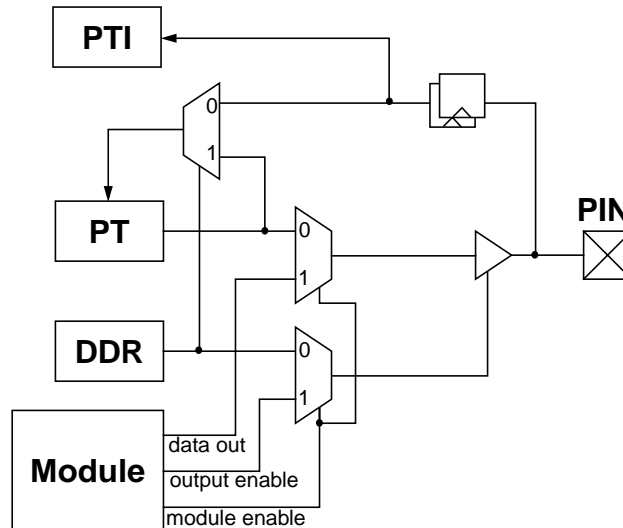 PTI
0
1
PT
PIN
0
1
DDR
0
1
data out
Module
output enable
module enable